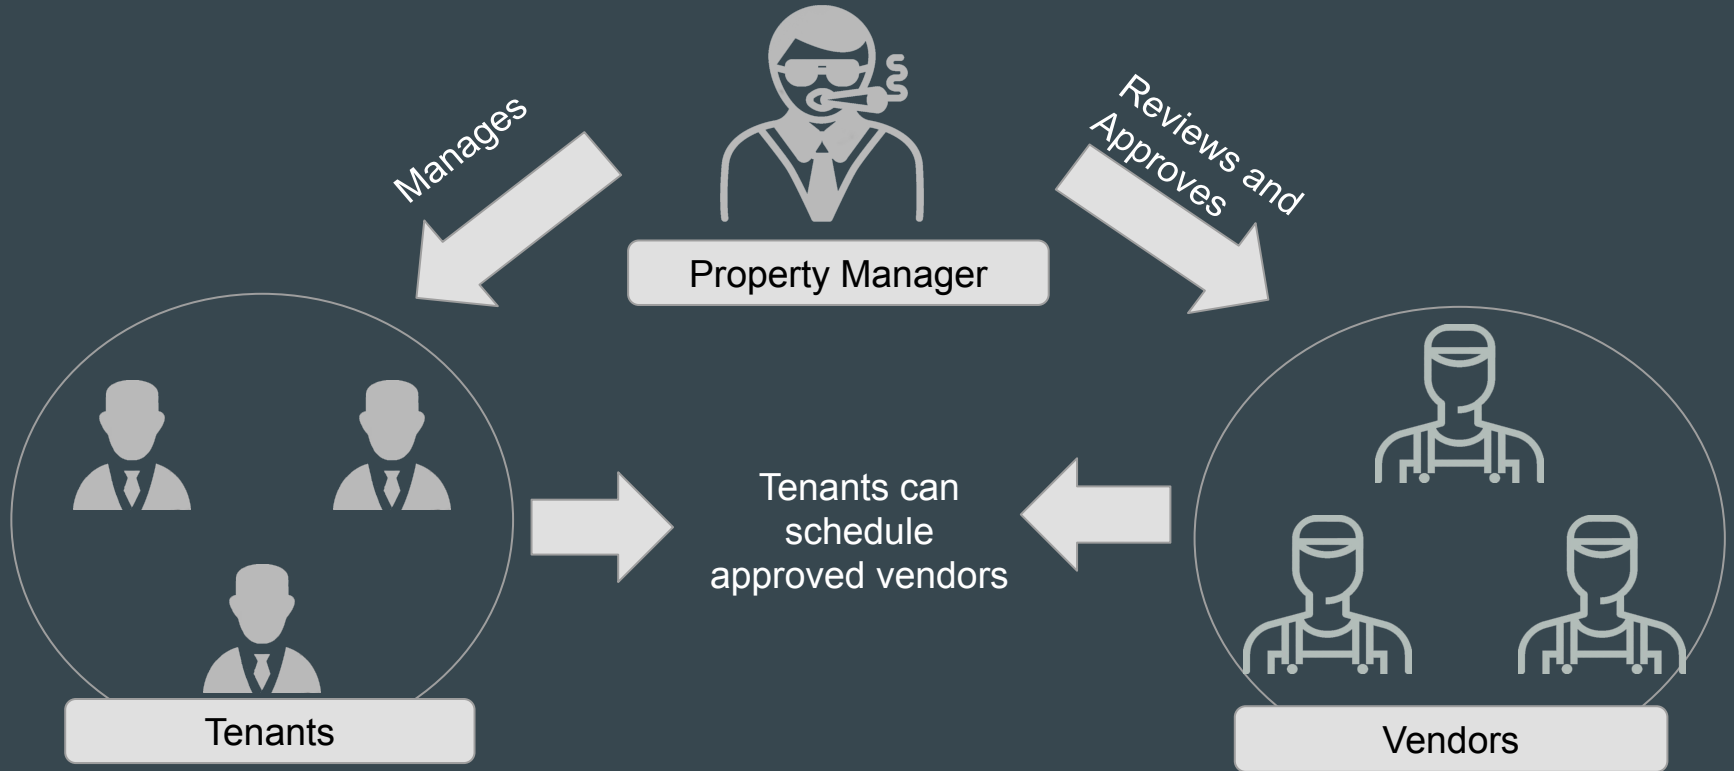 Manages
Reviews and
Approves
Property Manager
Tenants can
schedule
approved vendors
Tenants
Vendors